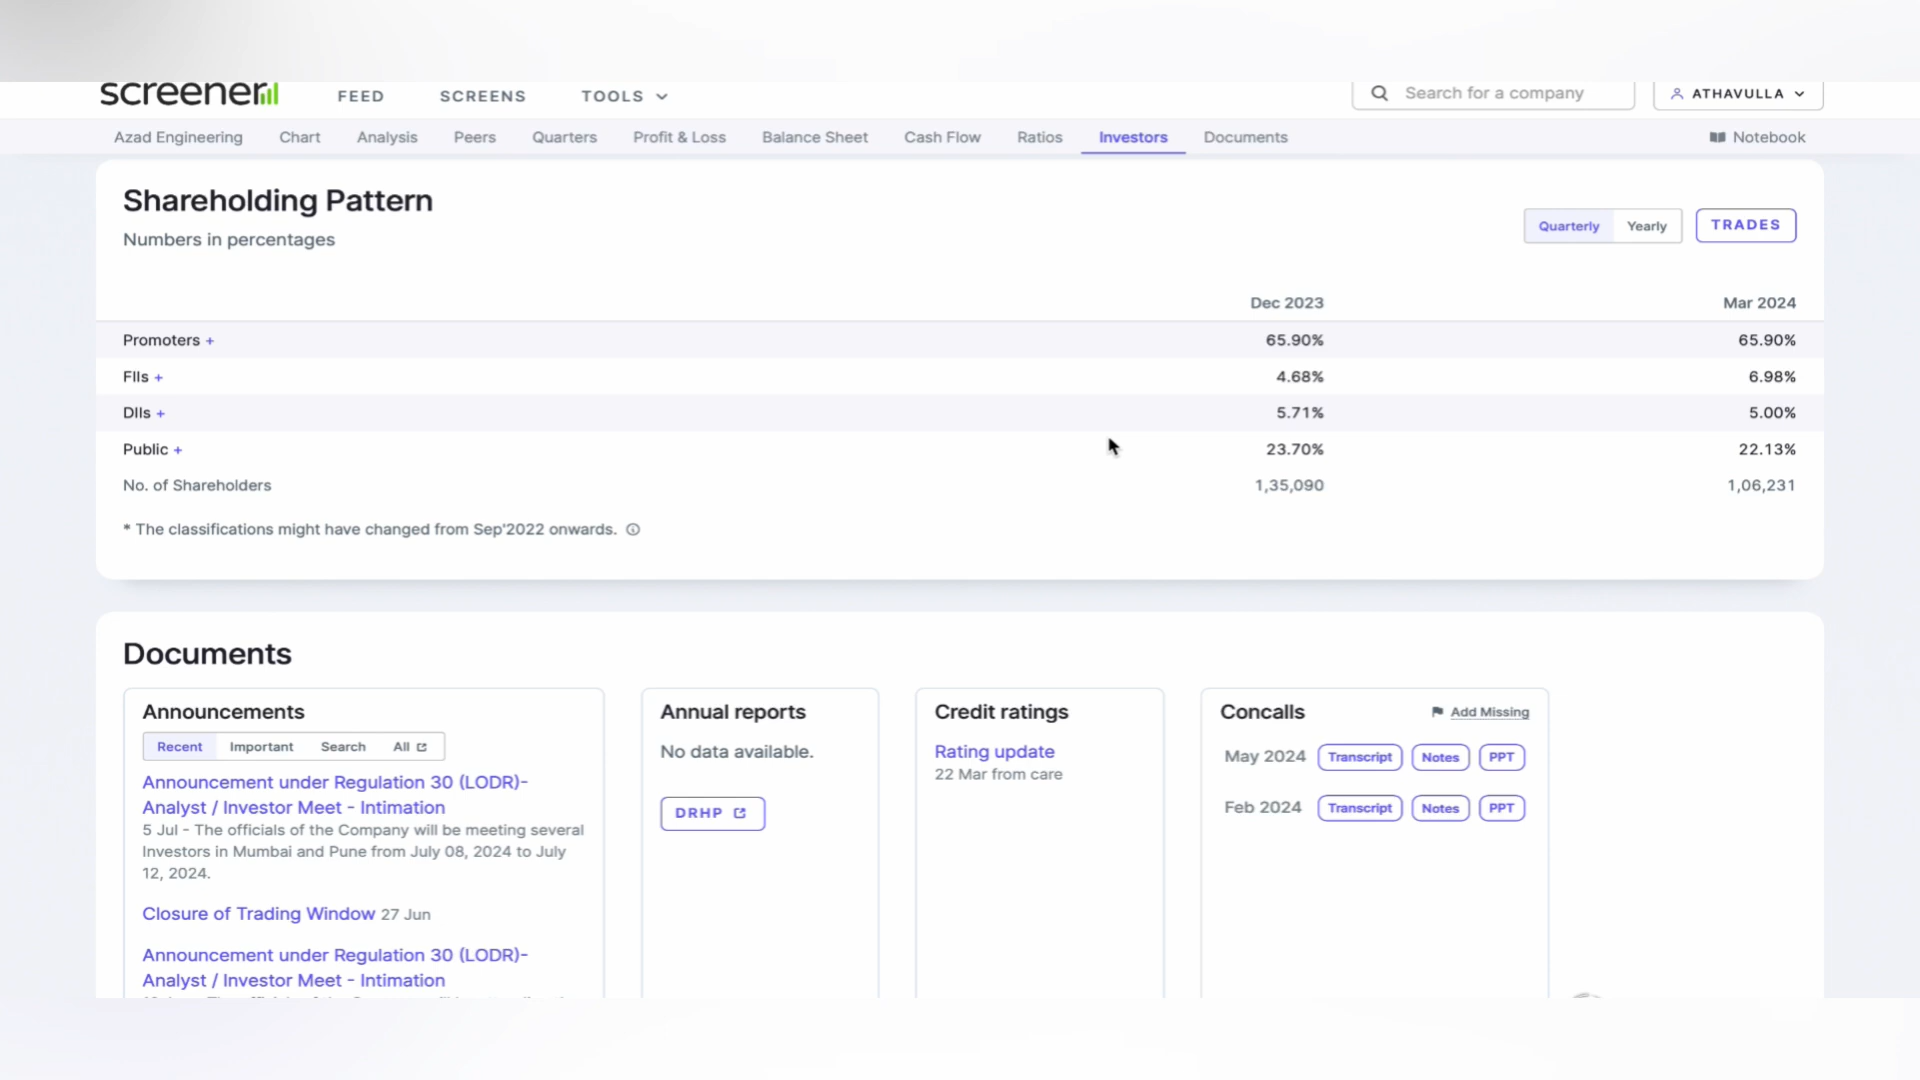 screener
FEED
SCREENS
TOOLS
Search for a company
ATHAVULLA
Azad Engineering
Chart
Analysis
Peers
Quarters
Profit & Loss
Balance Sheet
Cash Flow
Ratios
Investors
Documents
Notebook
Shareholding Pattern
Numbers in percentages
Quarterly
Yearly
TRADES
Dec 2023
Mar 2024
Promoters + 65.90% 65.90%
FIIs + 4.68% 6.98%
DIIs + 5.71% 5.00%
Public + 23.70% 22.13%
No. of Shareholders 1,35,090 1,06,231
* The classifications might have changed from Sep'2022 onwards.
Documents
Announcements
Recent
Important
Search
All
Announcement under Regulation 30 (LODR)-
Analyst / Investor Meet - Intimation
5 Jul - The officials of the Company will be meeting several
Investors in Mumbai and Pune from July 08, 2024 to July
12, 2024.
Closure of Trading Window 27 Jun
Announcement under Regulation 30 (LODR)-
Analyst / Investor Meet - Intimation
Annual reports
No data available.
DRHP
Credit ratings
Rating update
22 Mar from care
Concalls
Add Missing
May 2024 Transcript Notes PPT
Feb 2024 Transcript Notes PPT